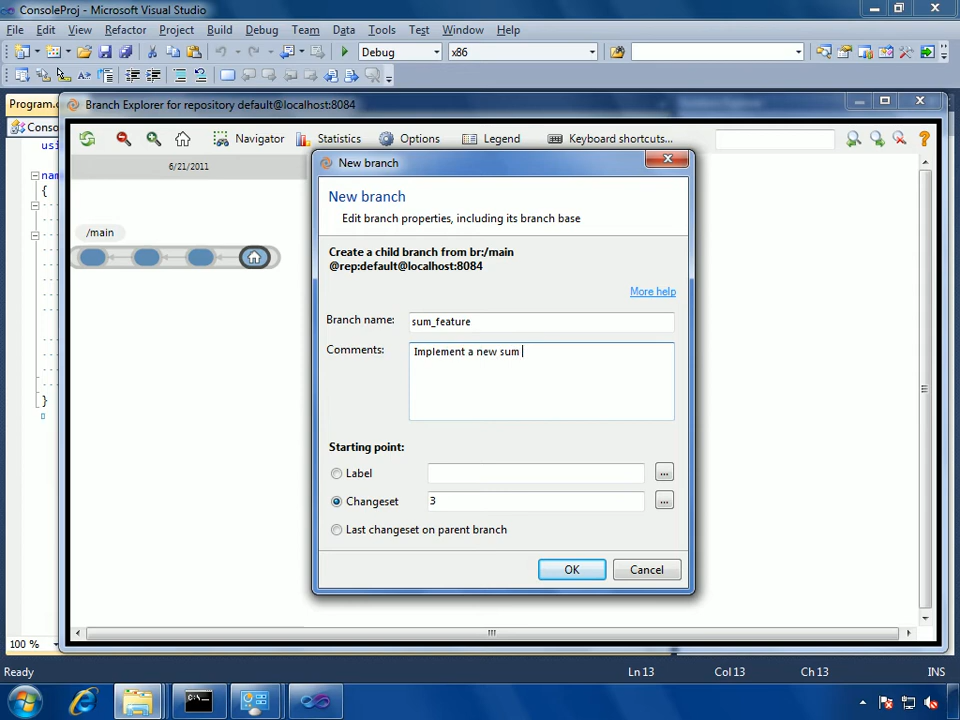 ConsoleProj - Microsoft Visual Studio
File Edit View Refactor Project Build Debug Team Data Tools Test Window Help
Debug x86
Program.
Branch Explorer for repository default@localhost:8084
Conso
Navigator Statistics Options Legend Keyboard shortcuts...
usi
6/21/2011
nam
{
/main
}
New branch
New branch
Edit branch properties, including its branch base
Create a child branch from br:/main
@rep:default@localhost:8084
More help
Branch name: sum_feature
Comments: Implement a new sum
Starting point:
Label ...
Changeset 3 ...
Last changeset on parent branch
OK Cancel
100 %
Ready Ln 13 Col 13 Ch 13 INS